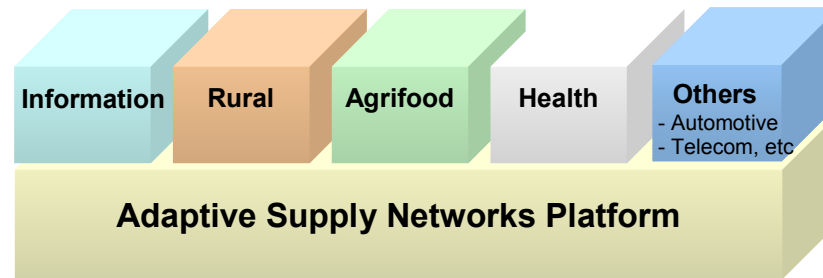 Information
Rural
Agrifood
Health
Others
- Automotive
- Telecom, etc
Adaptive Supply Networks Platform